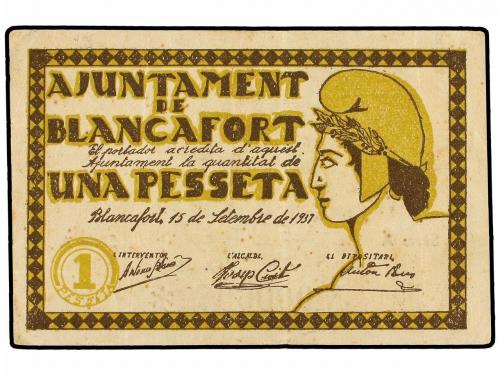 AJUNTAMENT
DE
BLANCAFORT
El portador acredita d'aquest
Ajuntament la quantitat de
UNA PESSETA
Blancafort, 15 de Setembre de 1937
L'INTERVENTOR, L'ALCALDE, EL DIPOSITARI,
1
PESSETA